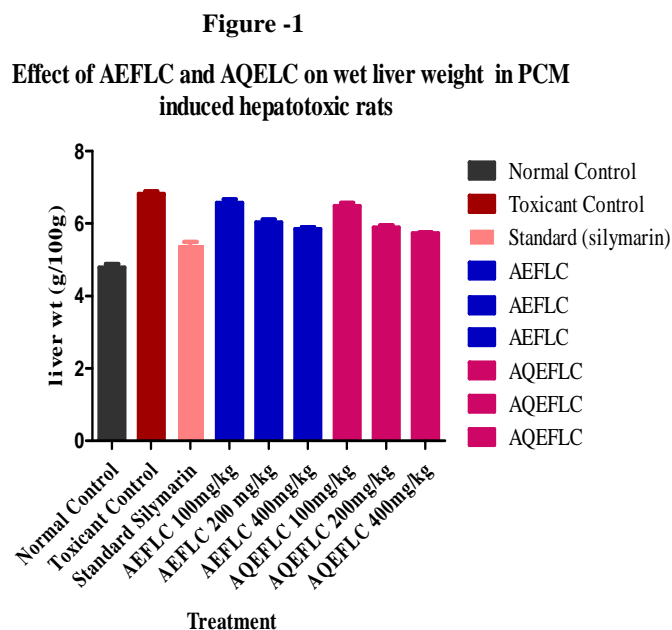 Figure -1
Effect of AEFLC and AQELC on wet liver weight in PCM
induced hepatotoxic rats
8
6
4
2
0
liver wt (g/100g)
Normal Control
Toxicant Control
Standard Silymarin
AEFLC 100mg/kg
AEFLC 200 mg/kg
AEFLC 400mg/kg
AQEFLC 100mg/kg
AQEFLC 200mg/kg
AQEFLC 400mg/kg
Treatment
Normal Control
Toxicant Control
Standard (silymarin)
AEFLC
AEFLC
AEFLC
AQEFLC
AQEFLC
AQEFLC